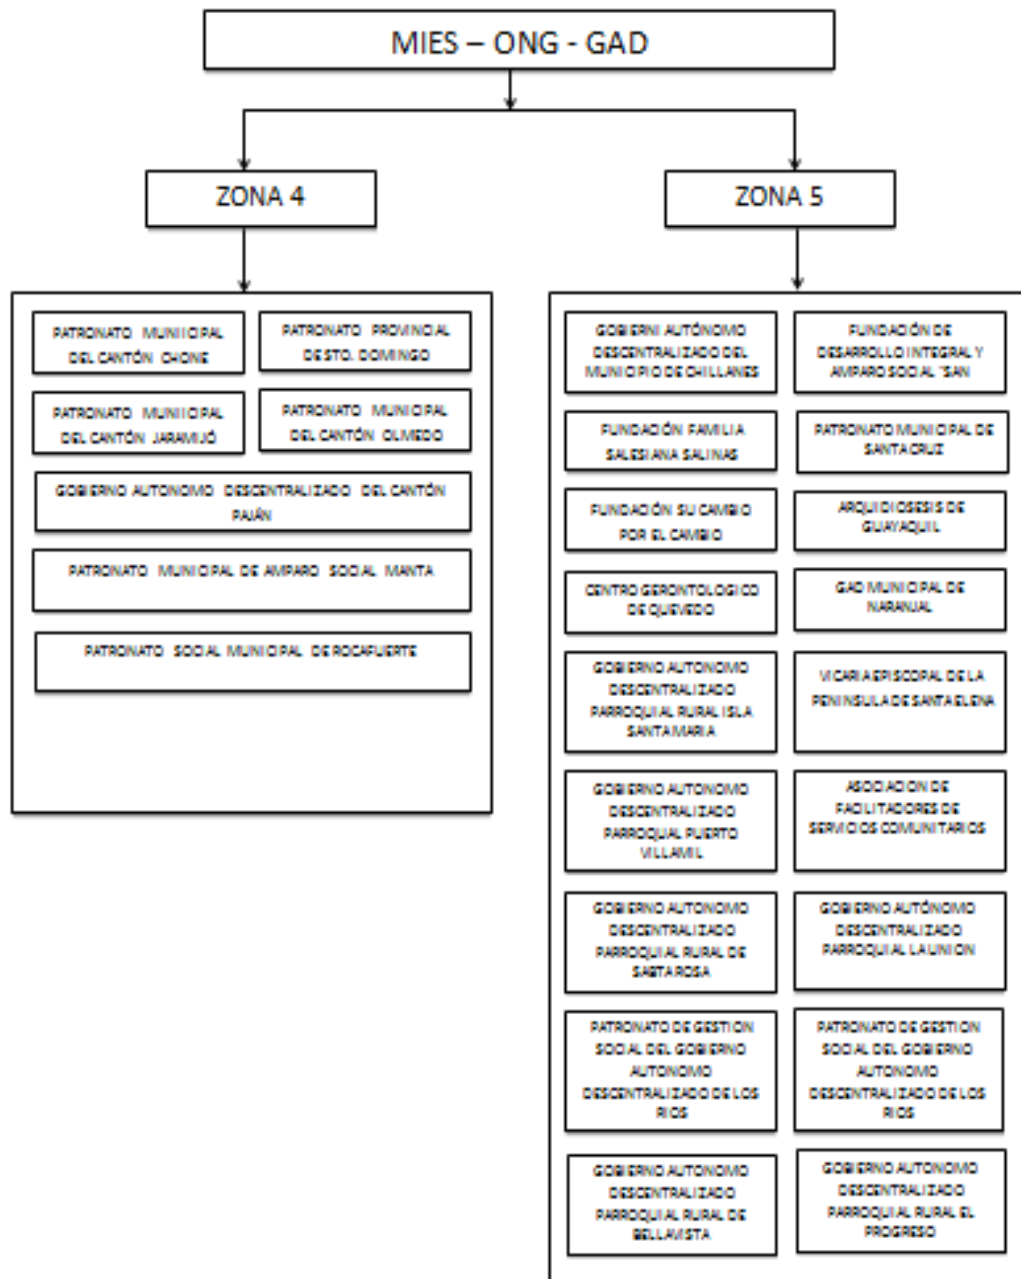 MIES – ONG - GAD
ZONA 4
ZONA 5
PATRONATO MUNIICIPAL
DEL CANTÓN CHONE
PATRONATO PROVINCIAL
DE STO. DOMINGO
PATRONATO MUNIICIPAL
DEL CANTÓN JARAMIJÓ
PATRONATO MUNICIPAL
DEL CANTÓN OLMEDO
GOBIERNO AUTONOMO DESCENTRALIZADO DEL CANTÓN
PAJÁN
PATRONATO MUNICIPAL DE AMPARO SOCIAL MANTA
PATRONATO SOCIAL MUNICIPAL DE ROCAFUERTE
GOBIERNI AUTÓNOMO
DESCENTRALIZADO DEL
MUNICIPIO DE CHILLANES
FUNDACIÓN DE
DESARROLLO INTEGRAL Y
AMPARO SOCIAL "SAN
FUNDACIÓN FAMILIA
SALESIANA SALINAS
PATRONATO MUNICIPAL DE
SANTA CRUZ
FUNDACIÓN SU CAMBIO
POR EL CAMBIO
ARQUIDIOSESIS DE
GUAYAQUIL
CENTRO GERONTOLOGICO
DE QUEVEDO
GAD MUNICIPAL DE
NARANJAL
GOBIERNO AUTONOMO
DESCENTRALIZADO
PARROQUIAL RURAL ISLA
SANTA MARIA
VICARIA EPISCOPAL DE LA
PENINSULA DE SANTA ELENA
GOBIERNO AUTONOMO
DESCENTRALIZADO
PARROQUIAL PUERTO
VILLAMIL
ASOCIACION DE
FACILITADORES DE
SERVICIOS COMUNITARIOS
GOBIERNO AUTONOMO
DESCENTRALIZADO
PARROQUIAL RURAL DE
SABTA ROSA
GOBIERNO AUTÓNOMO
DESCENTRALIZADO
PARROQUIAL LA UNION
PATRONATO DE GESTION
SOCIAL DEL GOBIERNO
AUTONOMO
DESCENTRALIZADO DE LOS
RIOS
PATRONATO DE GESTION
SOCIAL DEL GOBIERNO
AUTONOMO
DESCENTRALIZADO DE LOS
RIOS
GOBIERNO AUTONOMO
DESCENTRALIZADO
PARROQUIAL RURAL DE
BELLAVISTA
GOBIERNO AUTONOMO
DESCENTRALIZADO
PARROQUIAL RURAL EL
PROGRESO